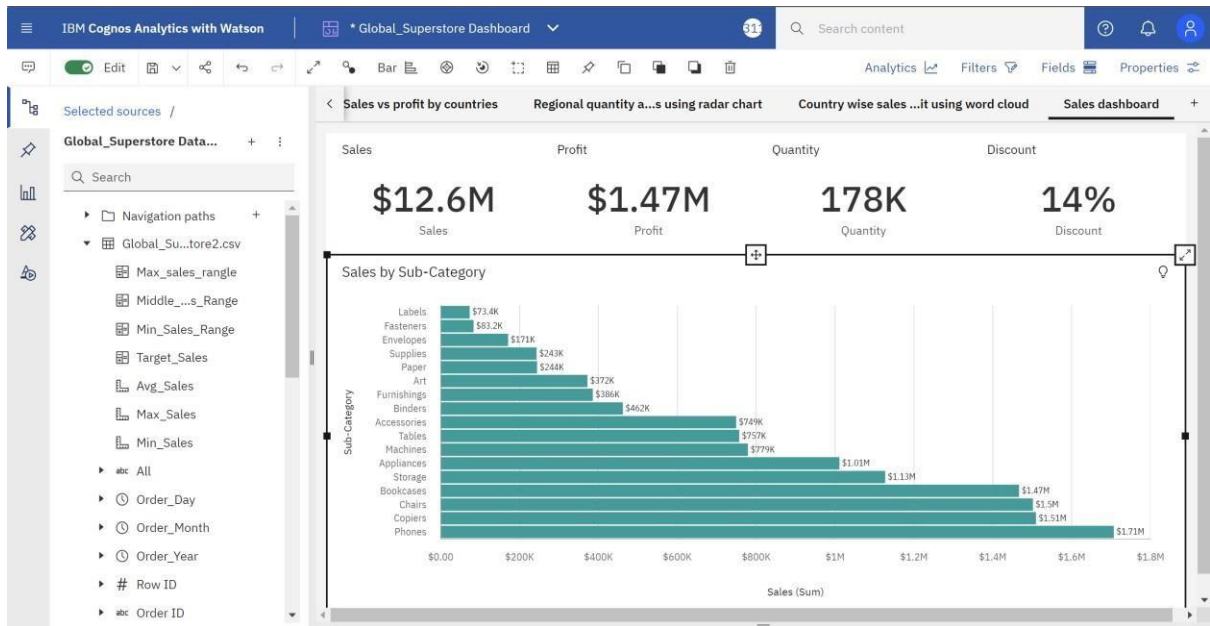 IBM Cognos Analytics with Watson
* Global_Superstore Dashboard
311
Search content
Edit
Bar
Analytics
Filters
Fields
Properties
Selected sources /
Global_Superstore Data...
Search
Navigation paths
Global_Su...tore2.csv
Max_sales_rangle
Middle_...s_Range
Min_Sales_Range
Target_Sales
Avg_Sales
Max_Sales
Min_Sales
abc All
Order_Day
Order_Month
Order_Year
# Row ID
abc Order ID
Sales vs profit by countries
Regional quantity a...s using radar chart
Country wise sales ...it using word cloud
Sales dashboard
Sales Profit Quantity Discount
$12.6M $1.47M 178K 14%
Sales Profit Quantity Discount
Sales by Sub-Category
Sub-Category
Labels $73.4K
Fasteners $83.2K
Envelopes $171K
Supplies $243K
Paper $244K
Art $372K
Furnishings $386K
Binders $462K
Accessories $749K
Tables $757K
Machines $779K
Appliances $1.01M
Storage $1.13M
Bookcases $1.47M
Chairs $1.5M
Copiers $1.51M
Phones $1.71M
$0.00 $200K $400K $600K $800K $1M $1.2M $1.4M $1.6M $1.8M
Sales (Sum)